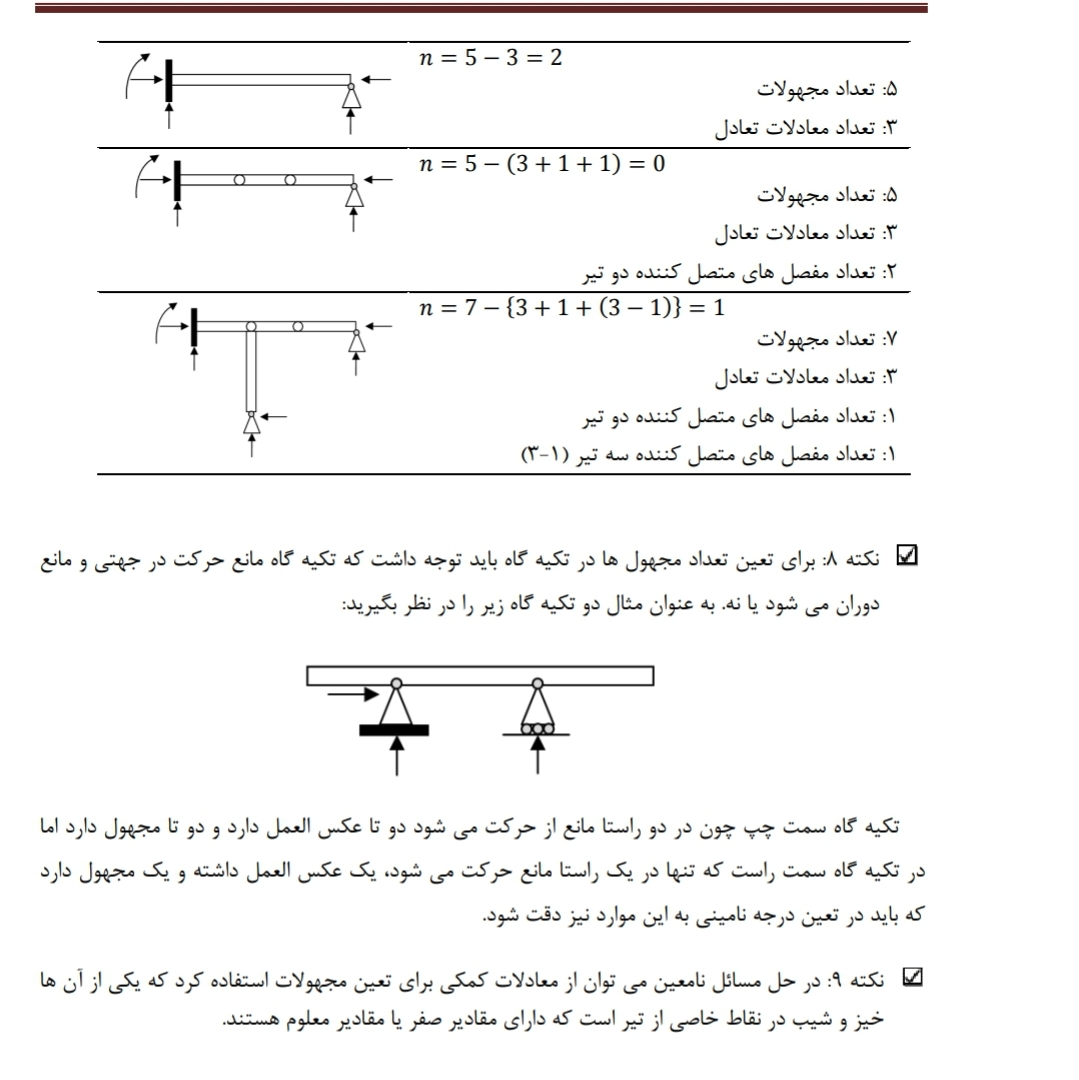 n = 5 − 3 = 2
۵: تعداد مجهولات
۳: تعداد معادلات تعادل
n = 5 − (3 + 1 + 1) = 0
۵: تعداد مجهولات
۳: تعداد معادلات تعادل
۲: تعداد مفصل های متصل کننده دو تیر
n = 7 − {3 + 1 + (3 − 1)} = 1
۷: تعداد مجهولات
۳: تعداد معادلات تعادل
۱: تعداد مفصل های متصل کننده دو تیر
۱: تعداد مفصل های متصل کننده سه تیر (۱-۳)
نکته ۸: برای تعین تعداد مجهول ها در تکیه گاه باید توجه داشت که تکیه گاه مانع حرکت در جهتی و مانع
دوران می شود یا نه. به عنوان مثال دو تکیه گاه زیر را در نظر بگیرید:
تکیه گاه سمت چپ چون در دو راستا مانع از حرکت می شود دو تا عکس العمل دارد و دو تا مجهول دارد اما
در تکیه گاه سمت راست که تنها در یک راستا مانع حرکت می شود، یک عکس العمل داشته و یک مجهول دارد
که باید در تعین درجه نامینی به این موارد نیز دقت شود.
نکته ۹: در حل مسائل نامعین می توان از معادلات کمکی برای تعین مجهولات استفاده کرد که یکی از آن ها
خیز و شیب در نقاط خاصی از تیر است که دارای مقادیر صفر یا مقادیر معلوم هستند.